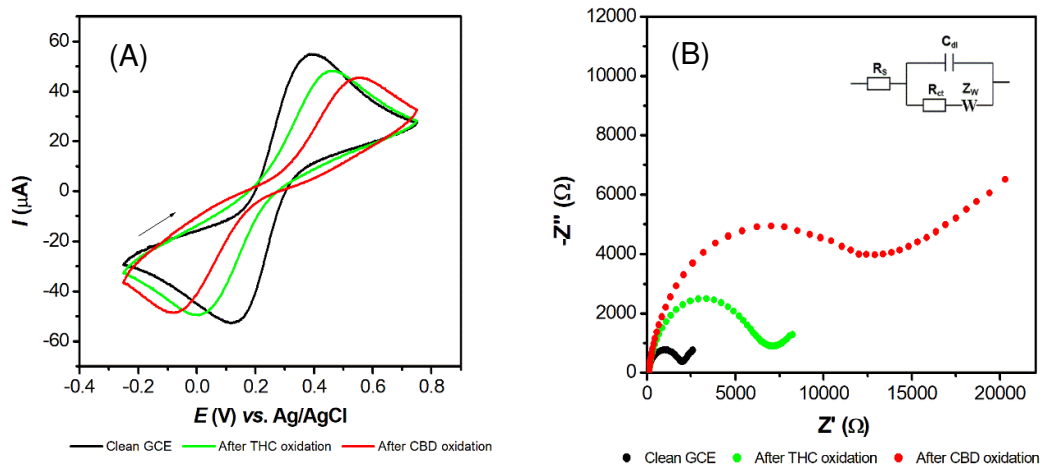 (A)
I (μA)
60
40
20
0
-20
-40
-60
-0.4 -0.2 0.0 0.2 0.4 0.6 0.8
E (V) vs. Ag/AgCl
Clean GCE After THC oxidation After CBD oxidation
(B)
-Z'' (Ω)
12000
10000
8000
6000
4000
2000
0
0 5000 10000 15000 20000
Z' (Ω)
Cdl
Rs
Rct
Zw
W
Clean GCE After THC oxidation After CBD oxidation